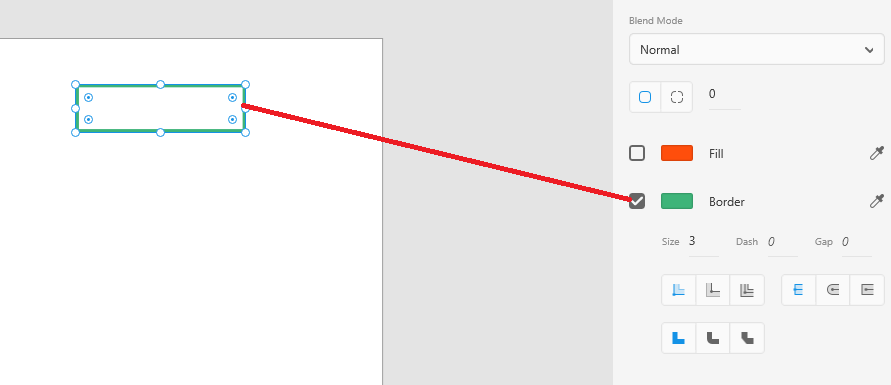 Blend Mode
Normal
0
Fill
Border
Size 3 Dash 0 Gap 0